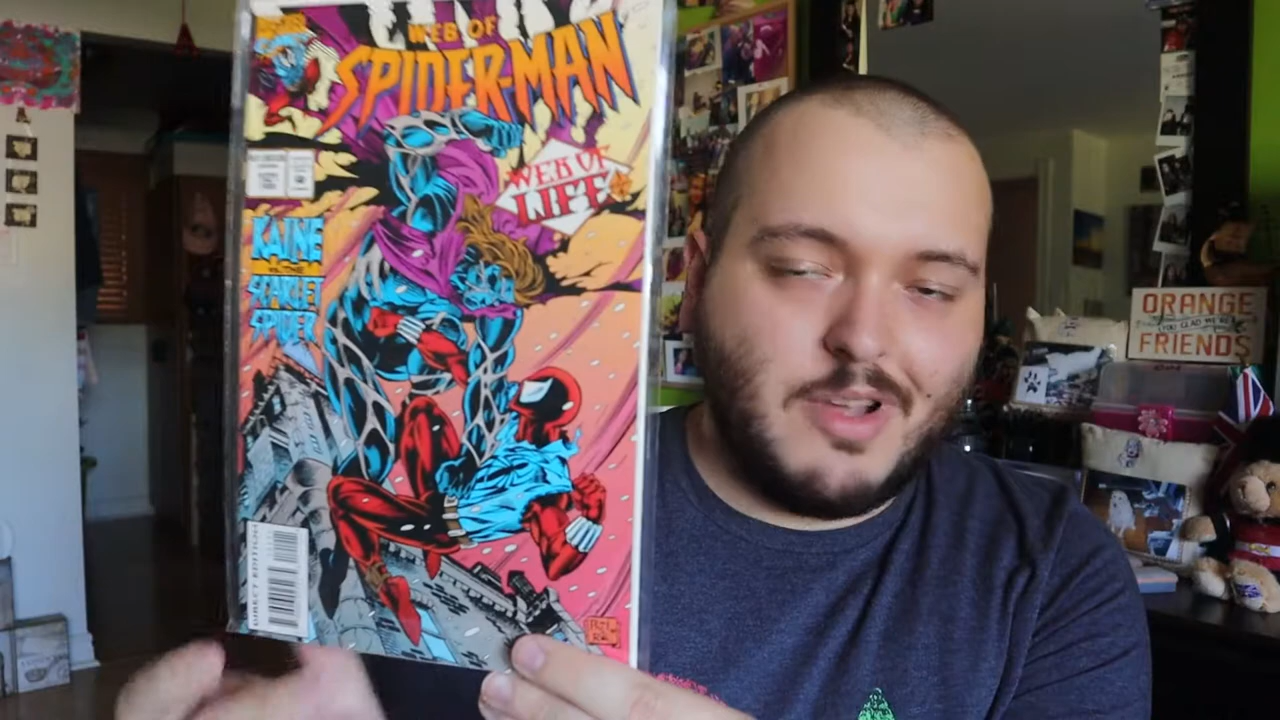 WEB OF
SPIDER-MAN
WEB OF
LIFE
KAINE
VS. THE
SCARLET
SPIDER
DIRECT EDITION
ORANGE
YOU GLAD WE'RE
FRIENDS